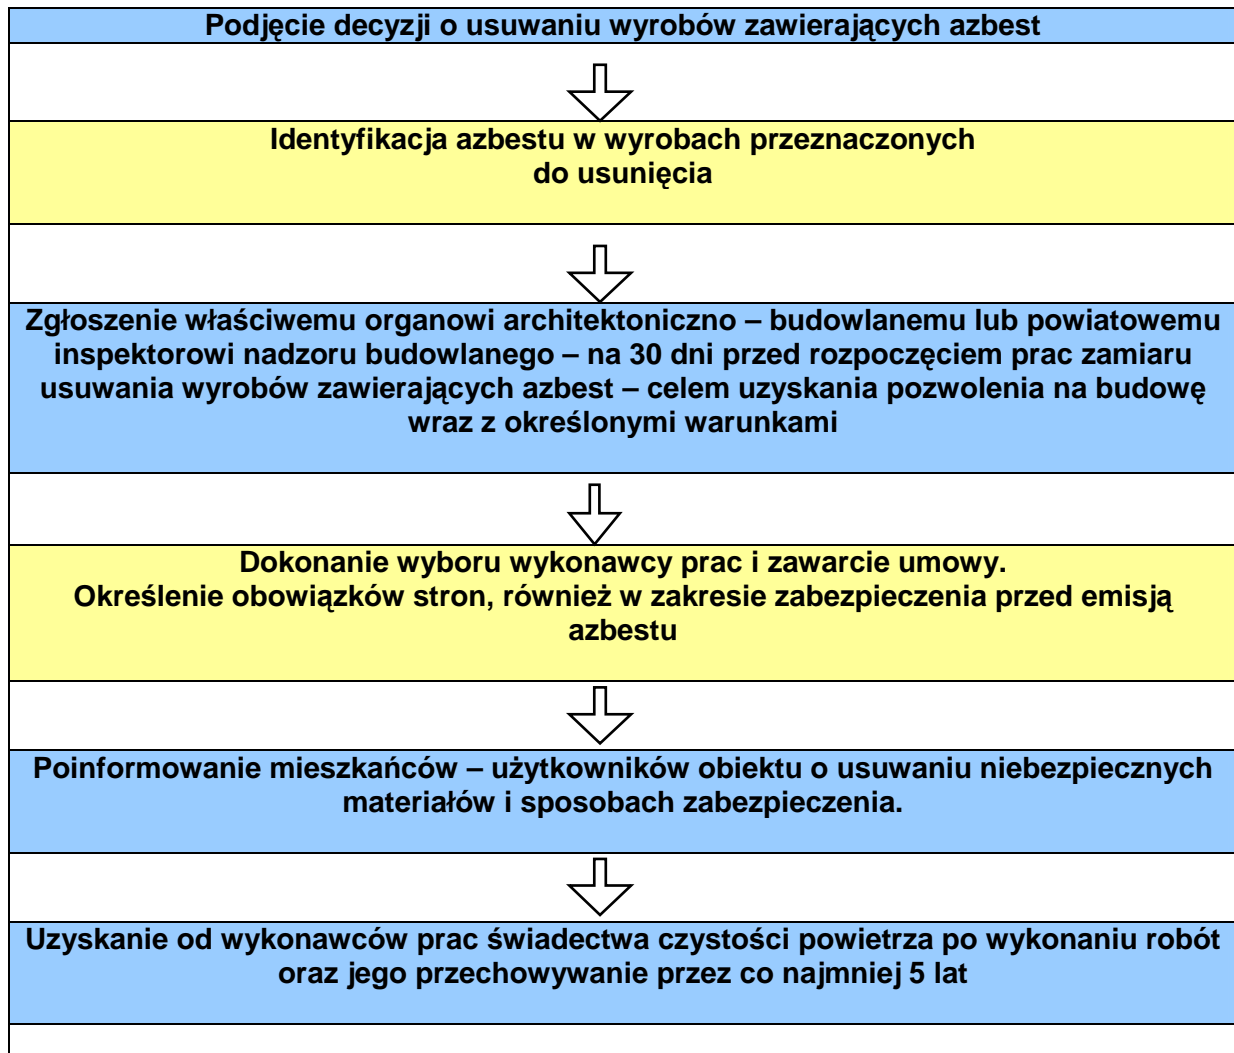 Podjęcie decyzji o usuwaniu wyrobów zawierających azbest
Identyfikacja azbestu w wyrobach przeznaczonych
do usunięcia
Zgłoszenie właściwemu organowi architektoniczno – budowlanemu lub powiatowemu
inspektorowi nadzoru budowlanego – na 30 dni przed rozpoczęciem prac zamiaru
usuwania wyrobów zawierających azbest – celem uzyskania pozwolenia na budowę
wraz z określonymi warunkami
Dokonanie wyboru wykonawcy prac i zawarcie umowy.
Określenie obowiązków stron, również w zakresie zabezpieczenia przed emisją
azbestu
Poinformowanie mieszkańców – użytkowników obiektu o usuwaniu niebezpiecznych
materiałów i sposobach zabezpieczenia.
Uzyskanie od wykonawców prac świadectwa czystości powietrza po wykonaniu robót
oraz jego przechowywanie przez co najmniej 5 lat